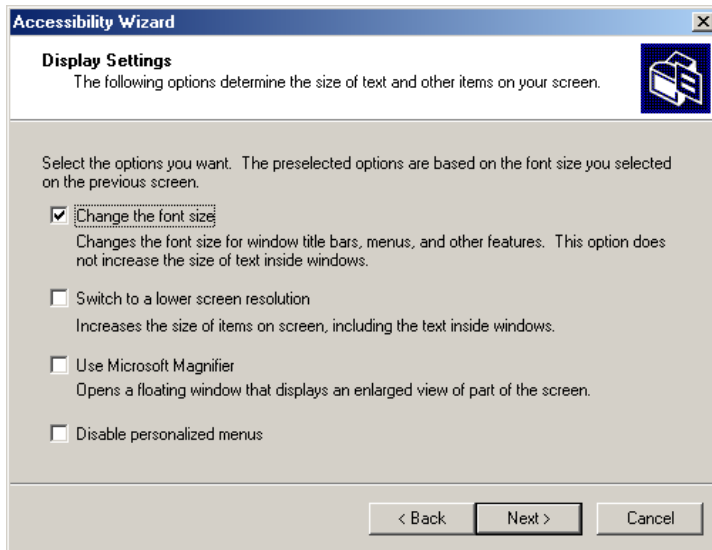 Accessibility Wizard
Display Settings
The following options determine the size of text and other items on your screen.
Select the options you want.  The preselected options are based on the font size you selected
on the previous screen.
Change the font size
Changes the font size for window title bars, menus, and other features.  This option does
not increase the size of text inside windows.
Switch to a lower screen resolution
Increases the size of items on screen, including the text inside windows.
Use Microsoft Magnifier
Opens a floating window that displays an enlarged view of part of the screen.
Disable personalized menus
< Back
Next >
Cancel